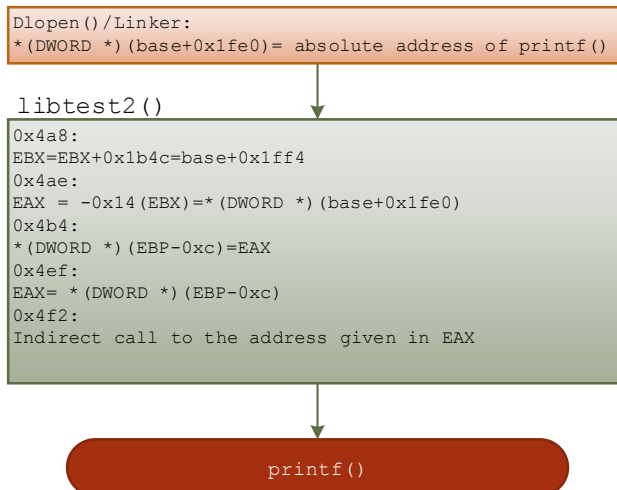 Dlopen()/Linker:
*(DWORD *)(base+0x1fe0)= absolute address of printf()
libtest2()
0x4a8:
EBX=EBX+0x1b4c=base+0x1ff4
0x4ae:
EAX = -0x14(EBX)=*(DWORD *)(base+0x1fe0)
0x4b4:
*(DWORD *)(EBP-0xc)=EAX
0x4ef:
EAX= *(DWORD *)(EBP-0xc)
0x4f2:
Indirect call to the address given in EAX
printf()